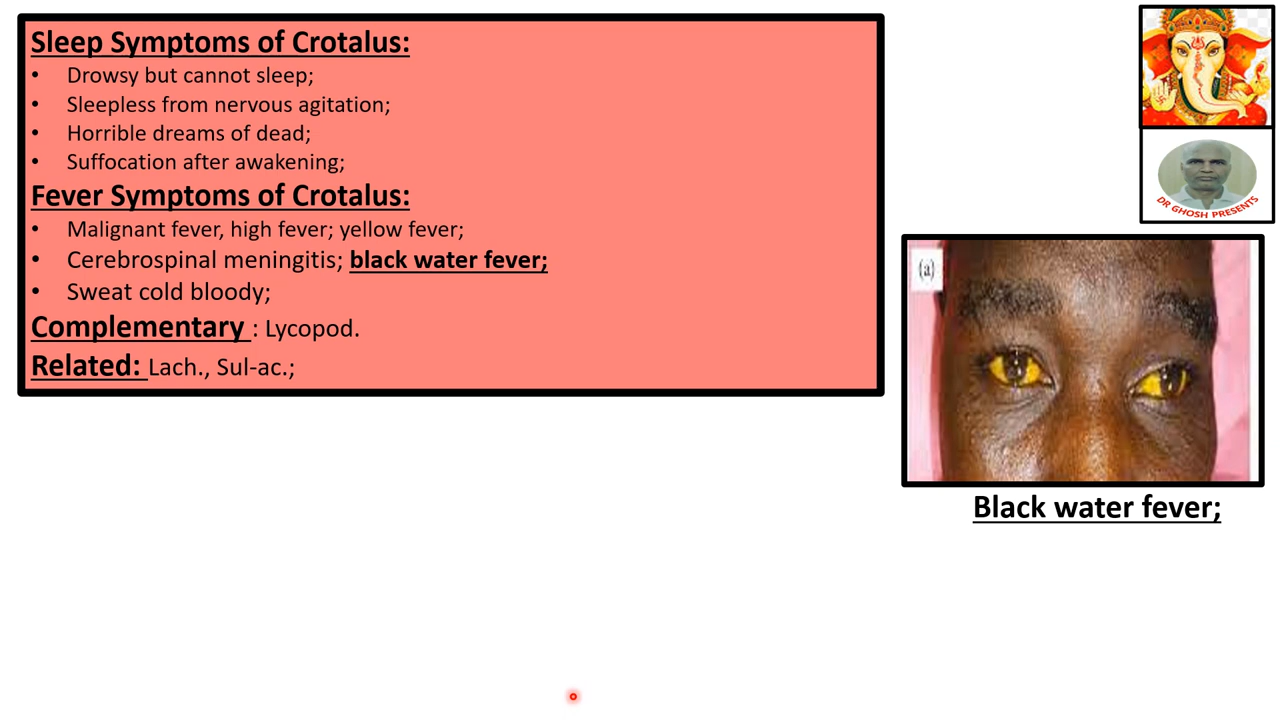 Sleep Symptoms of Crotalus:
• Drowsy but cannot sleep;
• Sleepless from nervous agitation;
• Horrible dreams of dead;
• Suffocation after awakening;
Fever Symptoms of Crotalus:
• Malignant fever, high fever; yellow fever;
• Cerebrospinal meningitis; black water fever;
• Sweat cold bloody;
Complementary : Lycopod.
Related: Lach., Sul-ac.;
DR GHOSH PRESENTS
(a)
Black water fever;